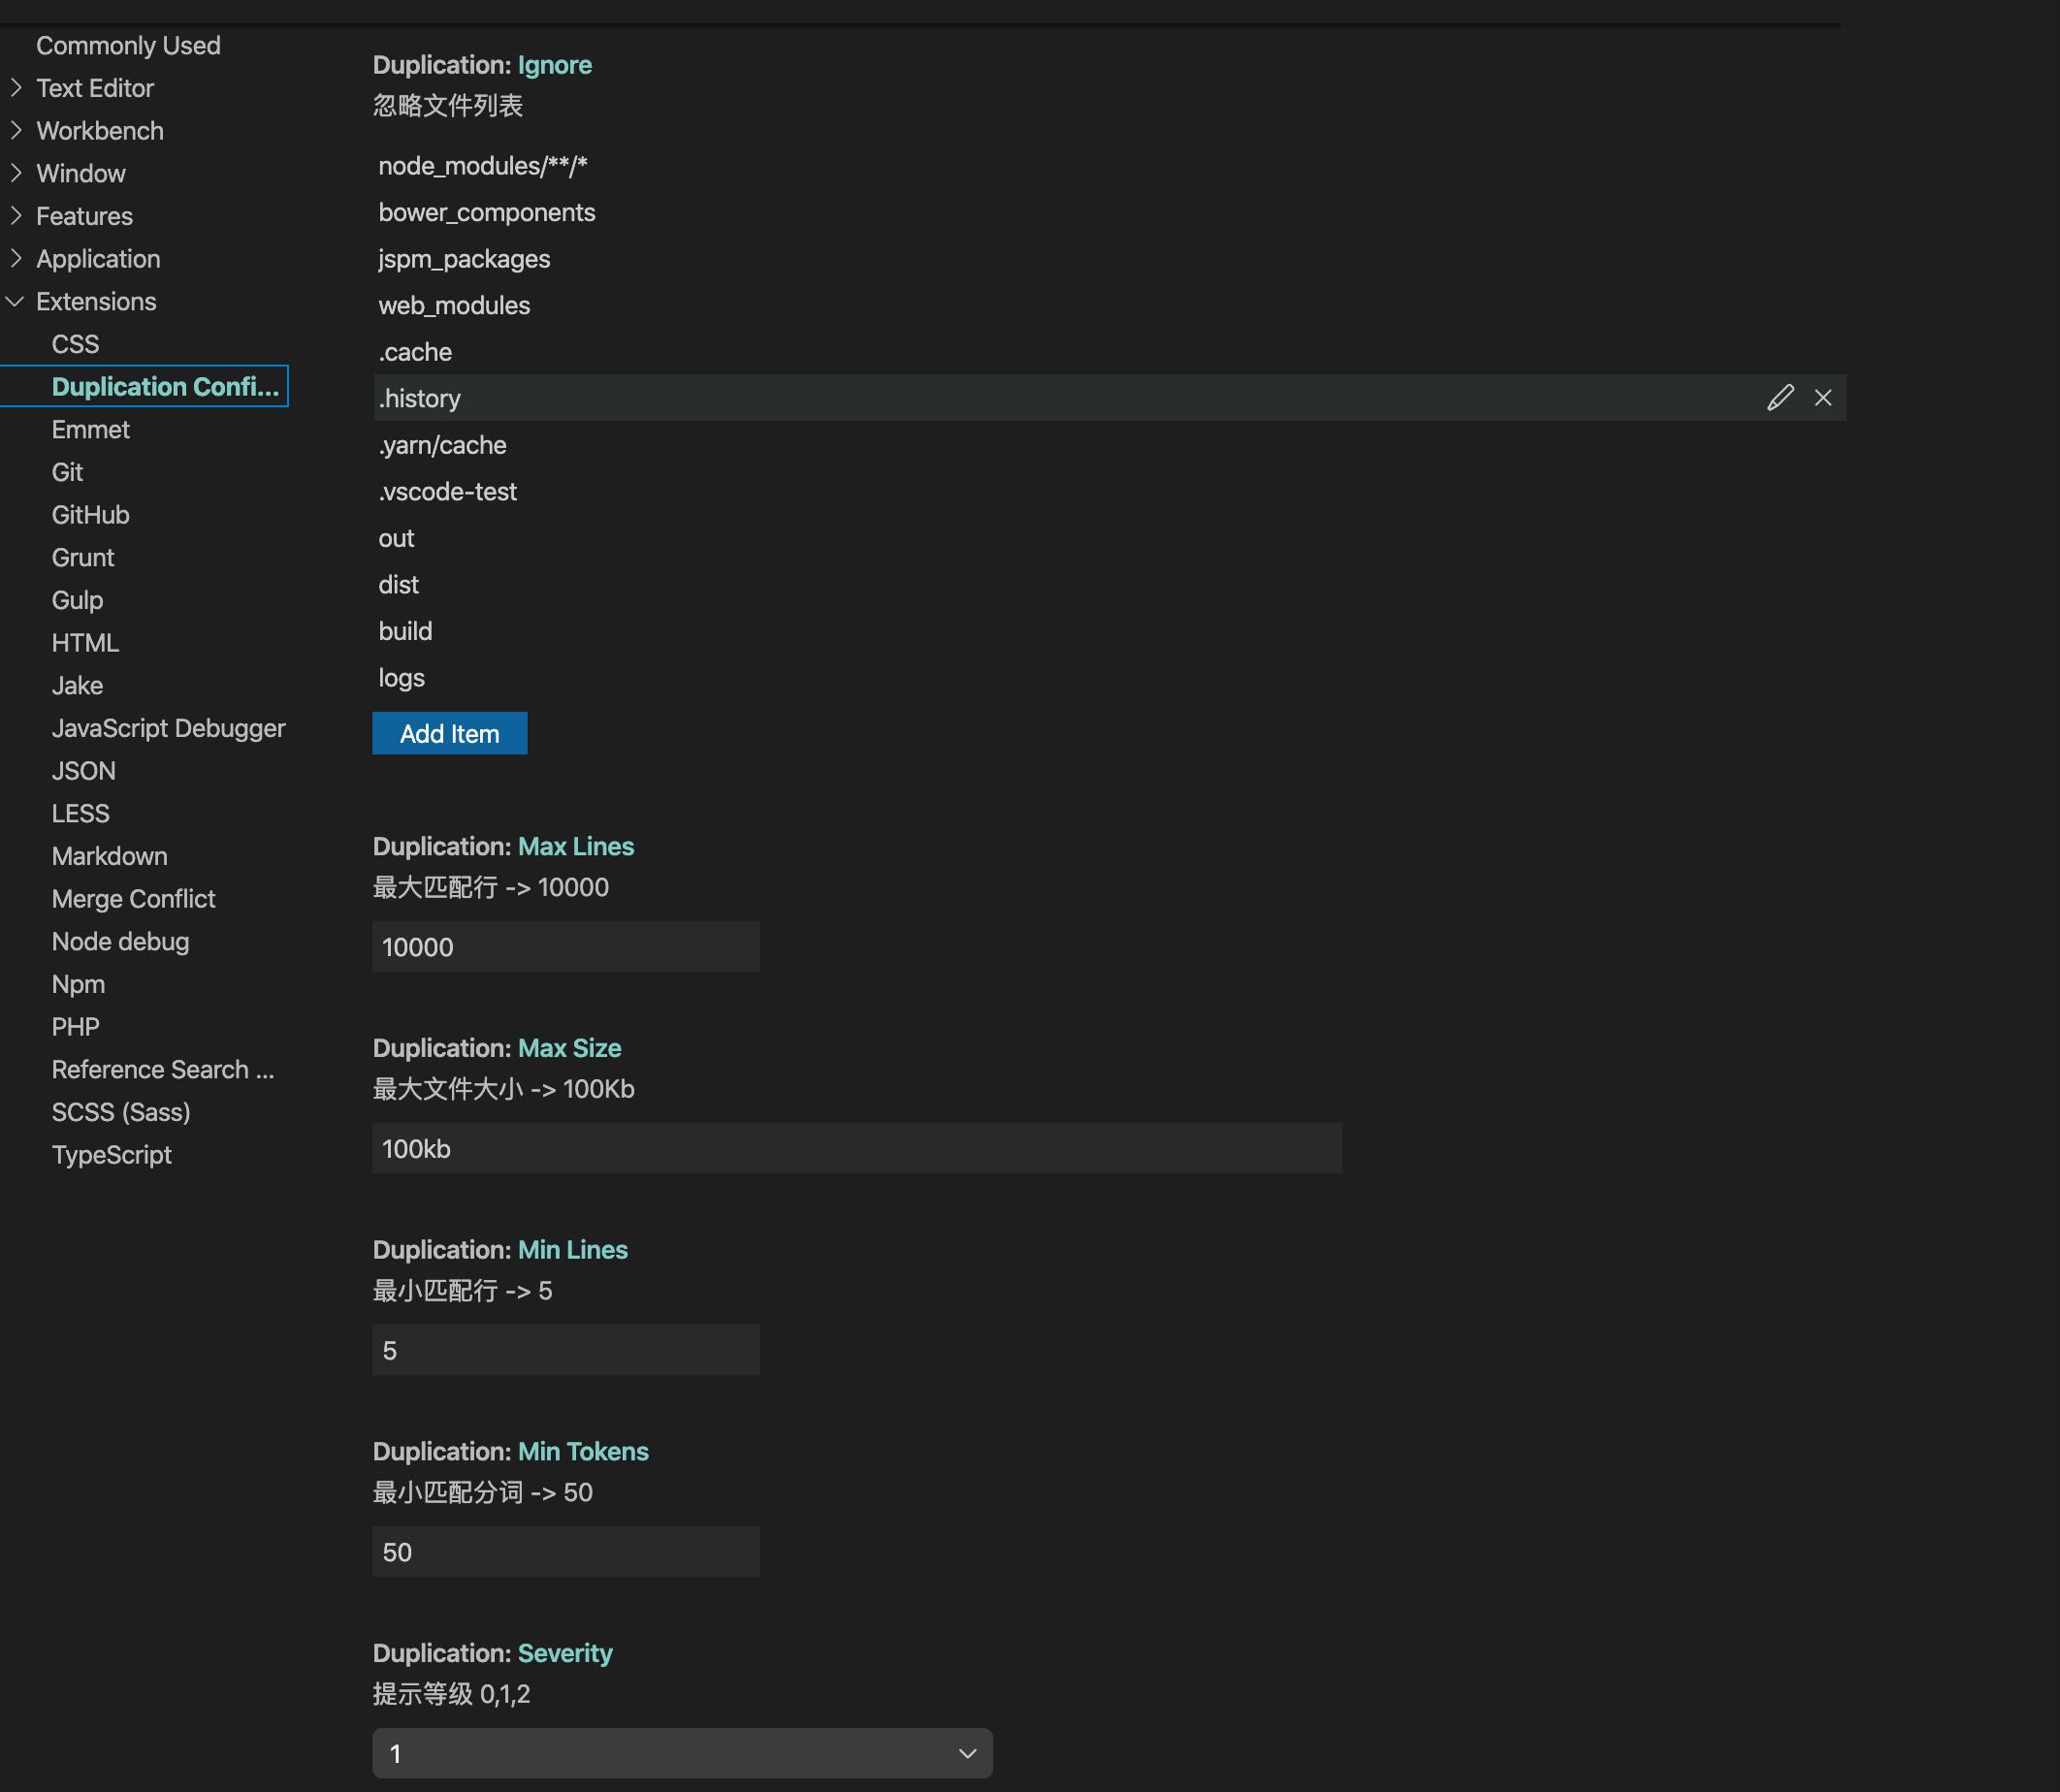 Commonly Used
Text Editor
Workbench
Window
Features
Application
Extensions
CSS
Duplication Confi...
Emmet
Git
GitHub
Grunt
Gulp
HTML
Jake
JavaScript Debugger
JSON
LESS
Markdown
Merge Conflict
Node debug
Npm
PHP
Reference Search ...
SCSS (Sass)
TypeScript
Duplication: Ignore
忽略文件列表
node_modules/**/*
bower_components
jspm_packages
web_modules
.cache
.history
.yarn/cache
.vscode-test
out
dist
build
logs
Add Item
Duplication: Max Lines
最大匹配行 -> 10000
10000
Duplication: Max Size
最大文件大小 -> 100Kb
100kb
Duplication: Min Lines
最小匹配行 -> 5
5
Duplication: Min Tokens
最小匹配分词 -> 50
50
Duplication: Severity
提示等级 0,1,2
1